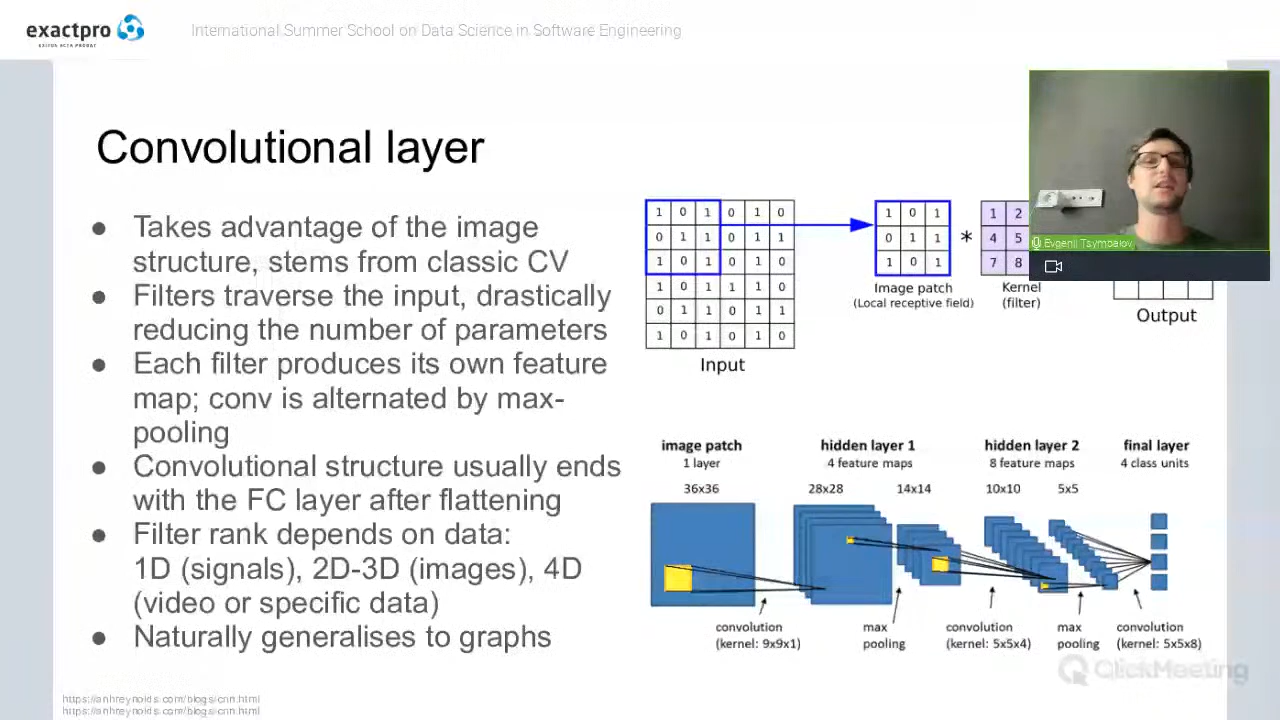 exactpro
International Summer School on Data Science in Software Engineering
Convolutional layer
● Takes advantage of the image
structure, stems from classic CV
● Filters traverse the input, drastically
reducing the number of parameters
● Each filter produces its own feature
map; conv is alternated by max-
pooling
● Convolutional structure usually ends
with the FC layer after flattening
● Filter rank depends on data:
1D (signals), 2D-3D (images), 4D
(video or specific data)
● Naturally generalises to graphs
1 0 1 0 1 0
0 1 1 0 1 1
1 0 1 0 1 0
1 0 1 0 1 0
0 1 1 0 1 1
1 0 1 0 1 0
Input
1 0 1
0 1 1
1 0 1
Image patch
(Local receptive field)
*
1 2
4 5
7 8
Kernel
(filter)
Output
Evgenii Tsymbalov
image patch hidden layer 1 hidden layer 2 final layer
1 layer 4 feature maps 8 feature maps 4 class units
36x36 28x28 14x14 10x10 5x5
convolution max convolution max convolution
(kernel: 9x9x1) pooling (kernel: 5x5x4) pooling (kernel: 5x5x8)
ClickMeeting
https://anhreynolds.com/blogs/cnn.html
https://anhreynolds.com/blogs/cnn.html